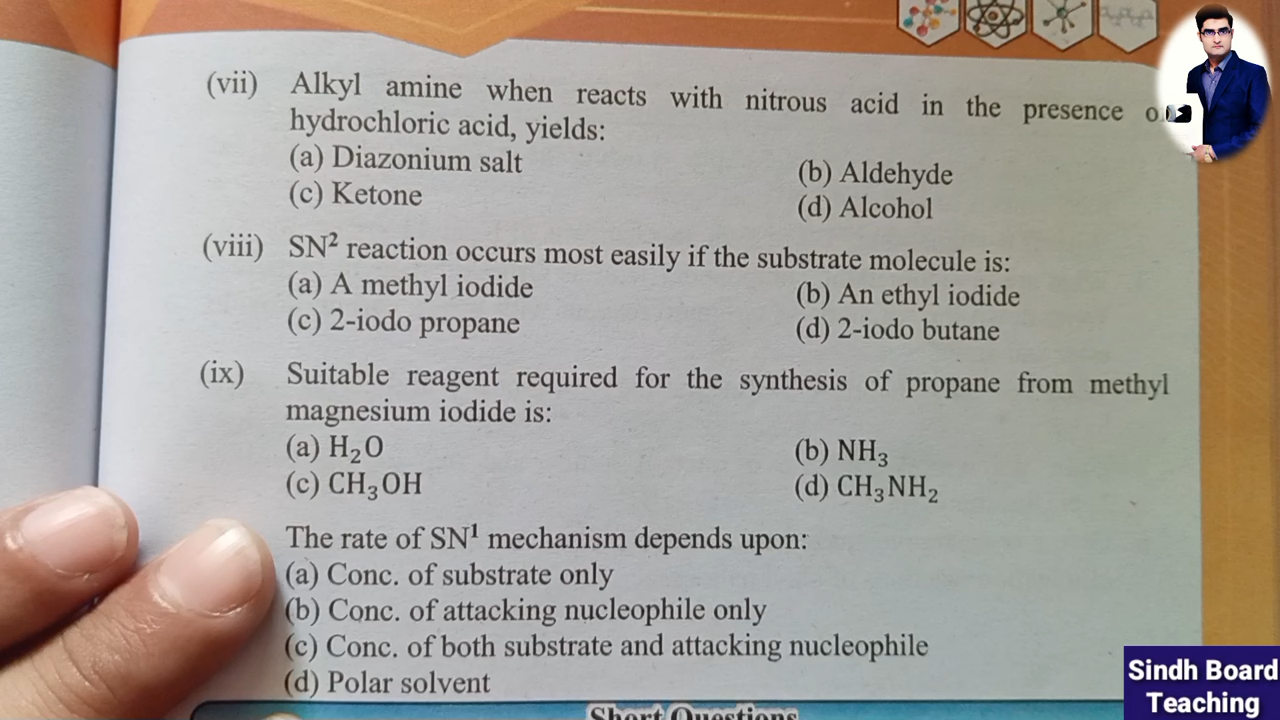 (vii) Alkyl amine when reacts with nitrous acid in the presence
hydrochloric acid, yields:
(a) Diazonium salt (b) Aldehyde
(c) Ketone (d) Alcohol
(viii) SN² reaction occurs most easily if the substrate molecule is:
(a) A methyl iodide (b) An ethyl iodide
(c) 2-iodo propane (d) 2-iodo butane
(ix) Suitable reagent required for the synthesis of propane from methyl
magnesium iodide is:
(a) H₂O (b) NH₃
(c) CH₃OH (d) CH₃NH₂
The rate of SN¹ mechanism depends upon:
(a) Conc. of substrate only
(b) Conc. of attacking nucleophile only
(c) Conc. of both substrate and attacking nucleophile
(d) Polar solvent
Short Questions
Sindh Board
Teaching